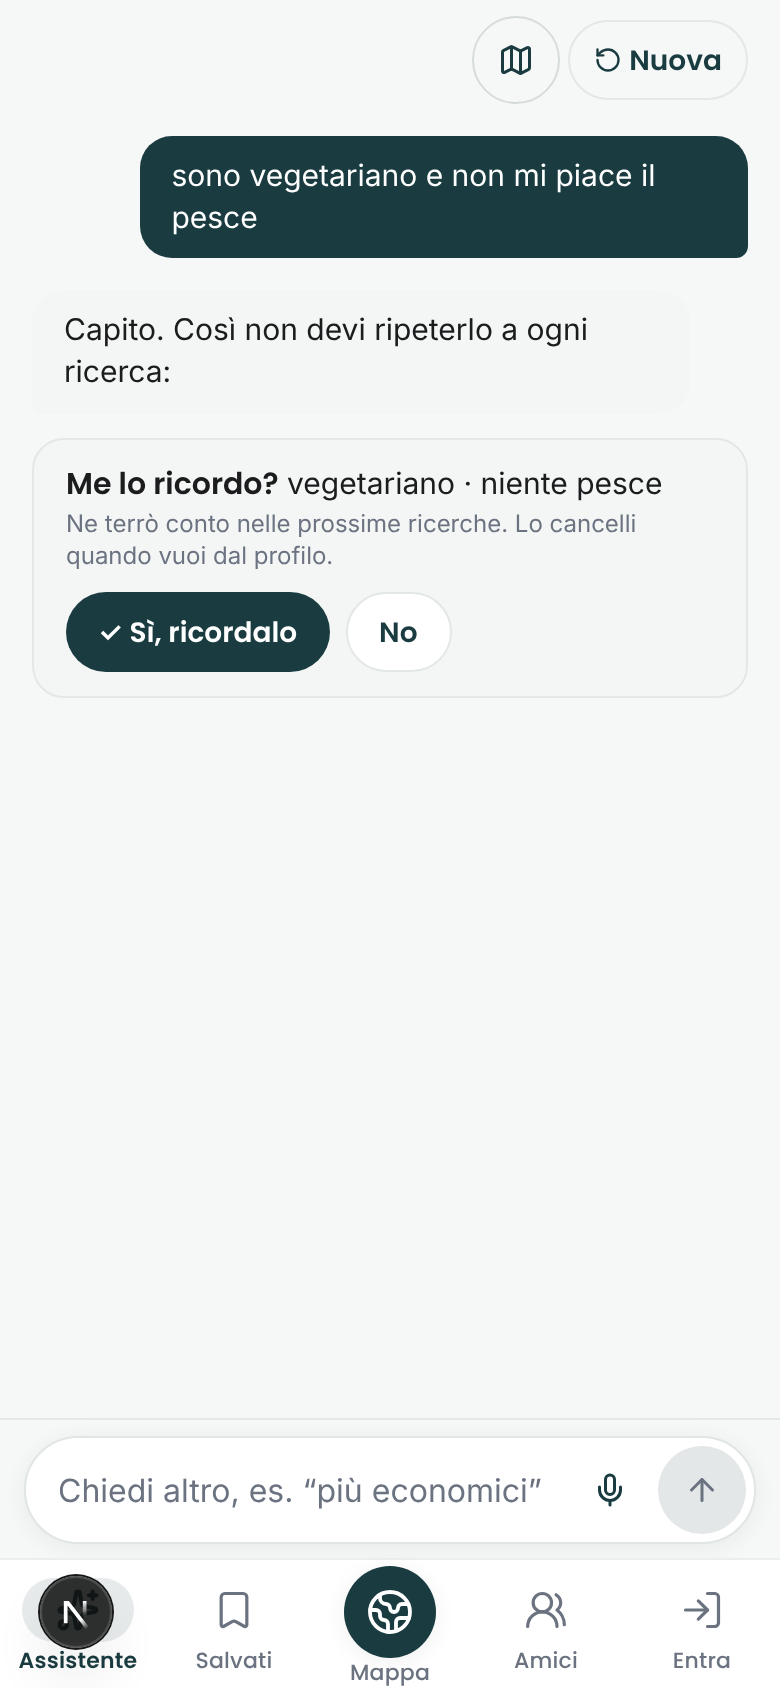 Nuova
sono vegetariano e non mi piace il
pesce
Capito. Così non devi ripeterlo a ogni
ricerca:
Me lo ricordo? vegetariano · niente pesce
Ne terrò conto nelle prossime ricerche. Lo cancelli
quando vuoi dal profilo.
✓ Sì, ricordalo
No
Chiedi altro, es. “più economici”
N
Assistente
Salvati
Mappa
Amici
Entra